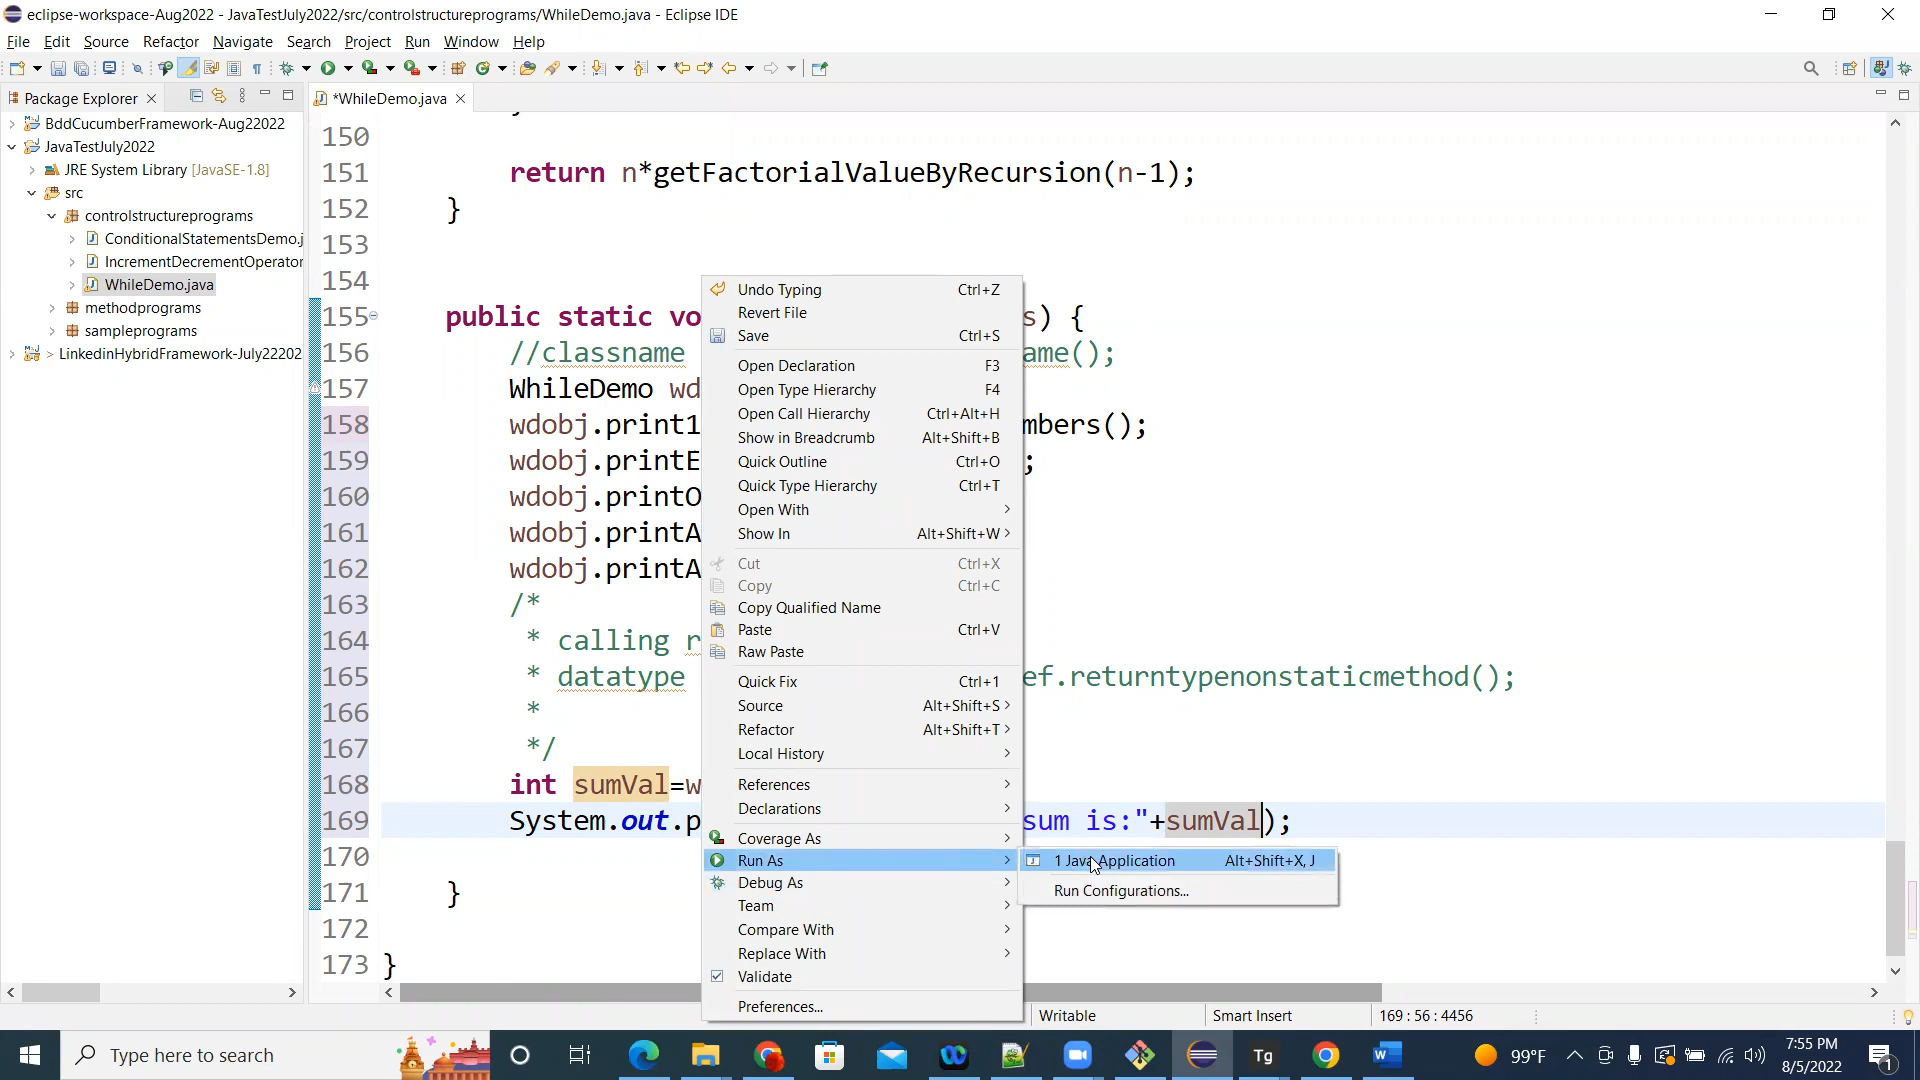 eclipse-workspace-Aug2022 - JavaTestJuly2022/src/controlstructureprograms/WhileDemo.java - Eclipse IDE
File Edit Source Refactor Navigate Search Project Run Window Help
Package Explorer
*WhileDemo.java
BddCucumberFramework-Aug22022
JavaTestJuly2022
JRE System Library [JavaSE-1.8]
src
controlstructureprograms
ConditionalStatementsDemo.j
IncrementDecrementOperator
WhileDemo.java
methodprograms
sampleprograms
> LinkedinHybridFramework-July22202
150
151 return n*getFactorialValueByRecursion(n-1);
152 }
153
154
155 public static vo s) {
156 //classname ame();
157 WhileDemo wd
158 wdobj.print1 mbers();
159 wdobj.printE ;
160 wdobj.printO
161 wdobj.printA
162 wdobj.printA
163 /*
164 * calling r
165 * datatype ef.returntypenonstaticmethod();
166 *
167 */
168 int sumVal=w
169 System.out.p sum is:"+sumVal);
170
171 }
172
173 }
Undo Typing Ctrl+Z
Revert File
Save Ctrl+S
Open Declaration F3
Open Type Hierarchy F4
Open Call Hierarchy Ctrl+Alt+H
Show in Breadcrumb Alt+Shift+B
Quick Outline Ctrl+O
Quick Type Hierarchy Ctrl+T
Open With
Show In Alt+Shift+W
Cut Ctrl+X
Copy Ctrl+C
Copy Qualified Name
Paste Ctrl+V
Raw Paste
Quick Fix Ctrl+1
Source Alt+Shift+S
Refactor Alt+Shift+T
Local History
References
Declarations
Coverage As
Run As
Debug As
Team
Compare With
Replace With
Validate
Preferences...
1 Java Application Alt+Shift+X, J
Run Configurations...
Writable Smart Insert 169 : 56 : 4456
Type here to search
Tg
99°F
7:55 PM
8/5/2022
1